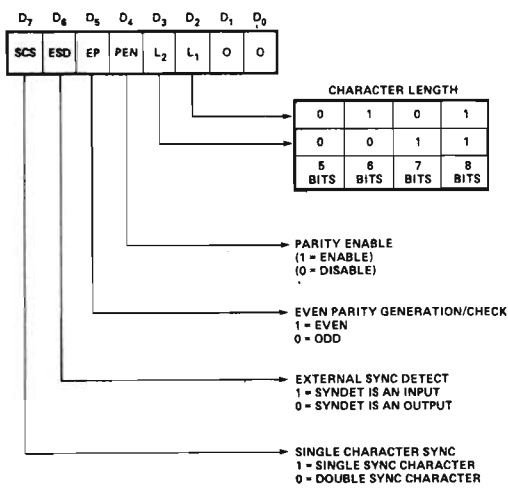 D7 D6 D5 D4 D3 D2 D1 D0
SCS ESD EP PEN L2 L1 0 0
CHARACTER LENGTH
0 1 0 1
0 0 1 1
5 BITS 6 BITS 7 BITS 8 BITS
PARITY ENABLE
(1 = ENABLE)
(0 = DISABLE)
EVEN PARITY GENERATION/CHECK
1 = EVEN
0 = ODD
EXTERNAL SYNC DETECT
1 = SYNDET IS AN INPUT
0 = SYNDET IS AN OUTPUT
SINGLE CHARACTER SYNC
1 = SINGLE SYNC CHARACTER
0 = DOUBLE SYNC CHARACTER